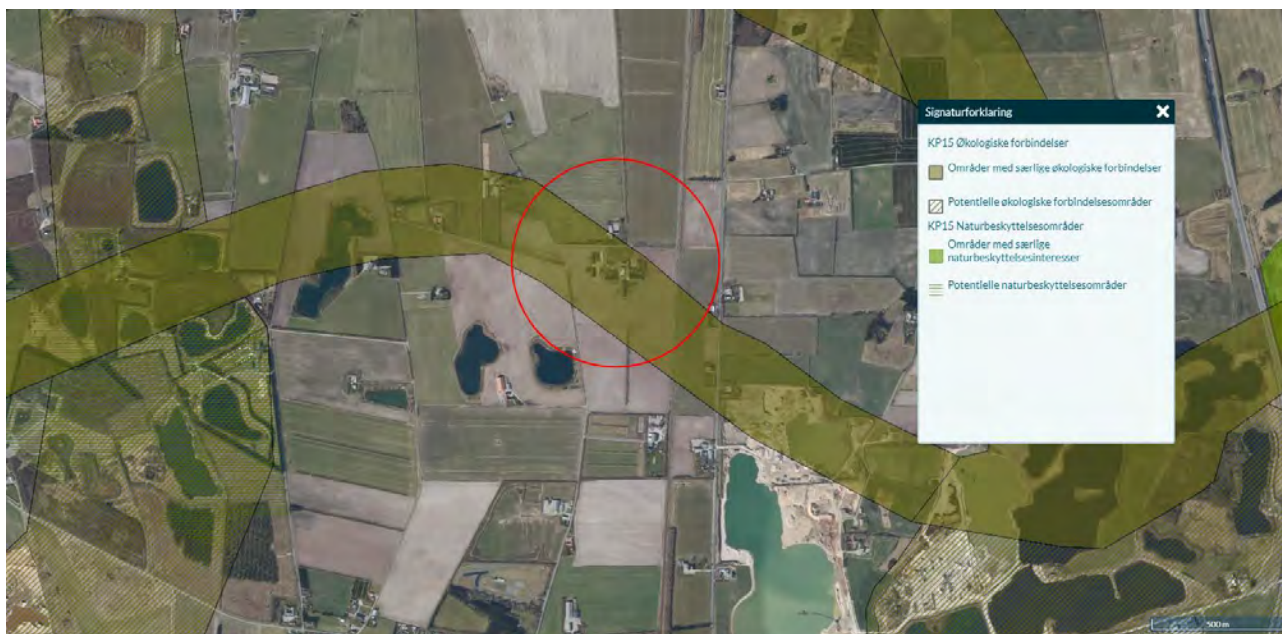 Signaturforklaring
KP15 Økologiske forbindelser
Områder med særlige økologiske forbindelser
Potentielle økologiske forbindelsesområder
KP15 Naturbeskyttelsesområder
Områder med særlige
naturbeskyttelsesinteresser
Potentielle naturbeskyttelsesområder
500 m